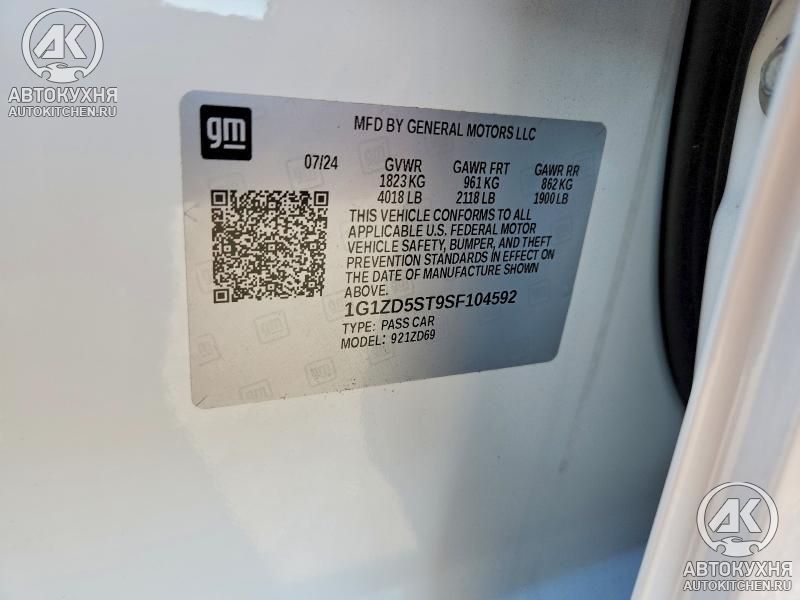 AK
АВТОКУХНЯ
AUTOKITCHEN.RU
gm
MFD BY GENERAL MOTORS LLC
07/24 GVWR GAWR FRT GAWR RR
1823 KG 961 KG 862 KG
4018 LB 2118 LB 1900 LB
THIS VEHICLE CONFORMS TO ALL
APPLICABLE U.S. FEDERAL MOTOR
VEHICLE SAFETY, BUMPER, AND THEFT
PREVENTION STANDARDS IN EFFECT ON
THE DATE OF MANUFACTURE SHOWN
ABOVE.
1G1ZD5ST9SF104592
TYPE: PASS CAR
MODEL: 921ZD69
AK
АВТОКУХНЯ
AUTOKITCHEN.RU